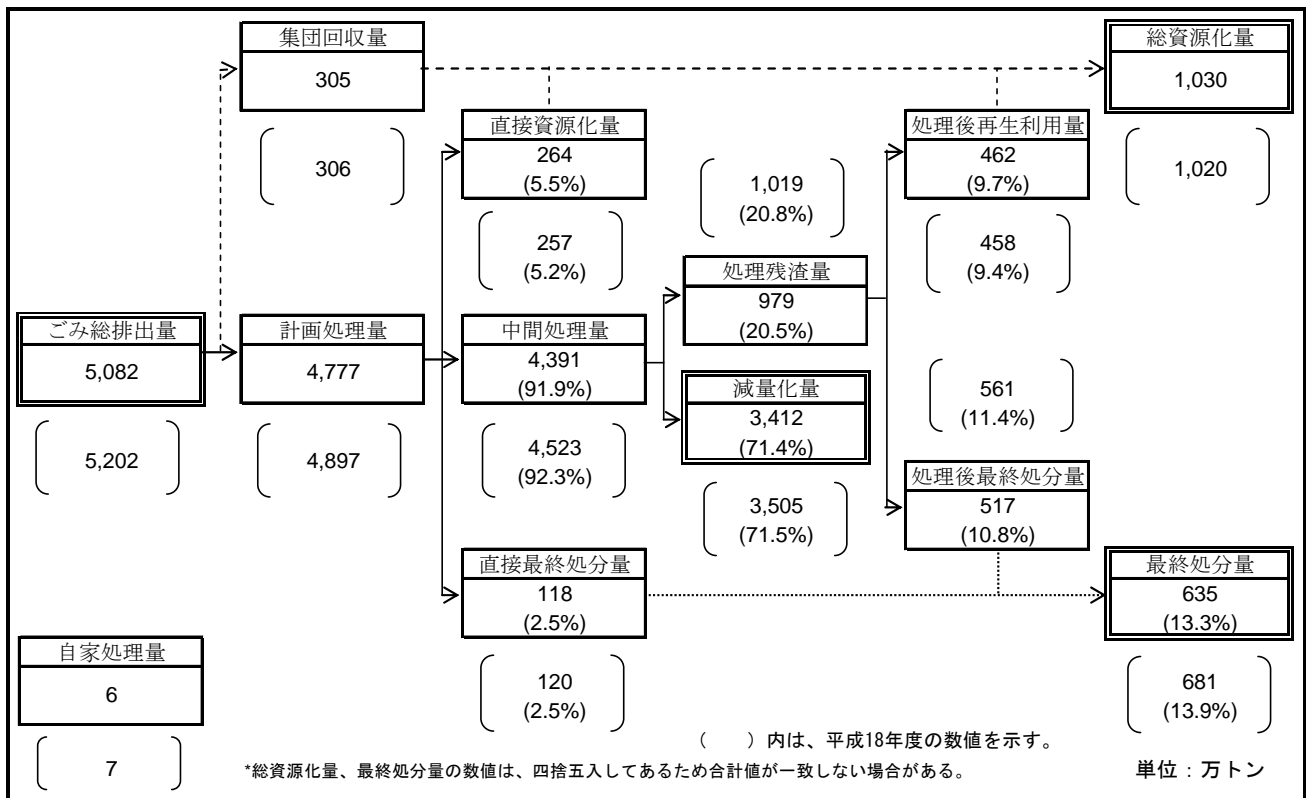 集団回収量
305
306
総資源化量
1,030
1,020
直接資源化量
264
(5.5%)
257
(5.2%)
処理後再生利用量
462
(9.7%)
458
(9.4%)
1,019
(20.8%)
処理残渣量
979
(20.5%)
ごみ総排出量
5,082
5,202
計画処理量
4,777
4,897
中間処理量
4,391
(91.9%)
4,523
(92.3%)
減量化量
3,412
(71.4%)
3,505
(71.5%)
561
(11.4%)
処理後最終処分量
517
(10.8%)
直接最終処分量
118
(2.5%)
120
(2.5%)
最終処分量
635
(13.3%)
681
(13.9%)
自家処理量
6
7
（　　）内は、平成18年度の数値を示す。
*総資源化量、最終処分量の数値は、四捨五入してあるため合計値が一致しない場合がある。
単位：万トン